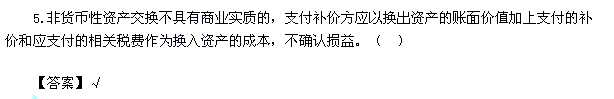 5.非货币性资产交换不具有商业实质的，支付补价方应以换出资产的账面价值加上支付的补
价和应支付的相关税费作为换入资产的成本，不确认损益。（　）
【答案】√